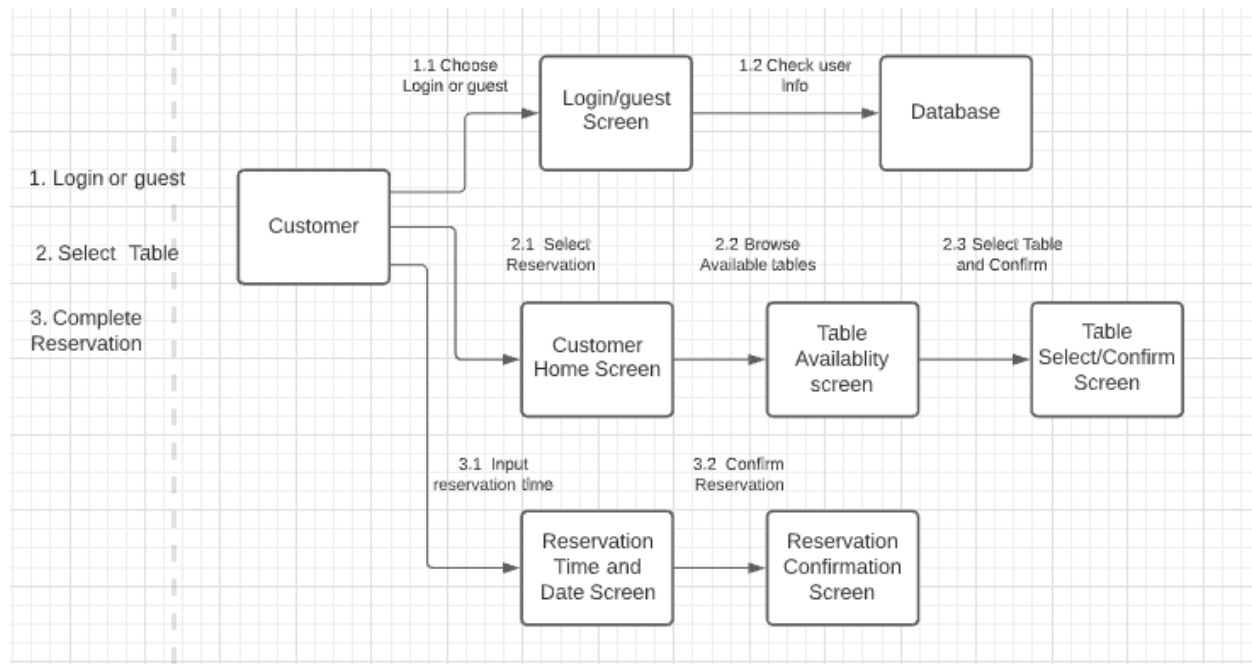 1.1 Choose
Login or guest
1.2 Check user
info
Login/guest
Screen
Database
1. Login or guest
Customer
2. Select Table
2.1 Select
Reservation
2.2 Browse
Available tables
2.3 Select Table
and Confirm
3. Complete
Reservation
Customer
Home Screen
Table
Availablity
screen
Table
Select/Confirm
Screen
3.1 Input
reservation time
3.2 Confirm
Reservation
Reservation
Time and
Date Screen
Reservation
Confirmation
Screen